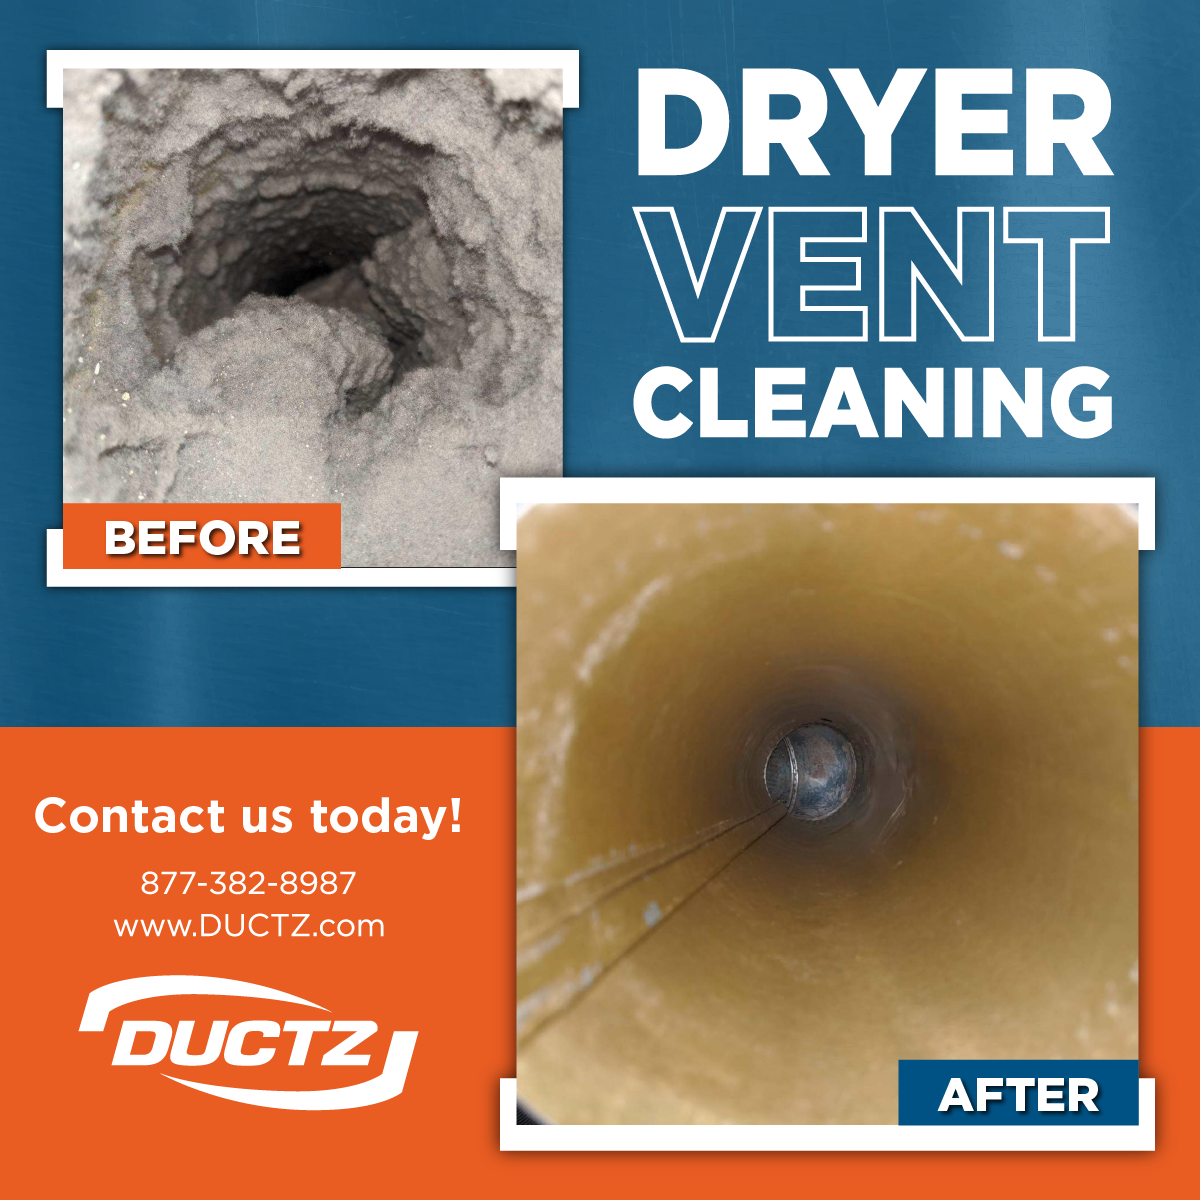 DRYER
VENT
CLEANING
BEFORE
AFTER
Contact us today!
877-382-8987
www.DUCTZ.com
DUCTZ